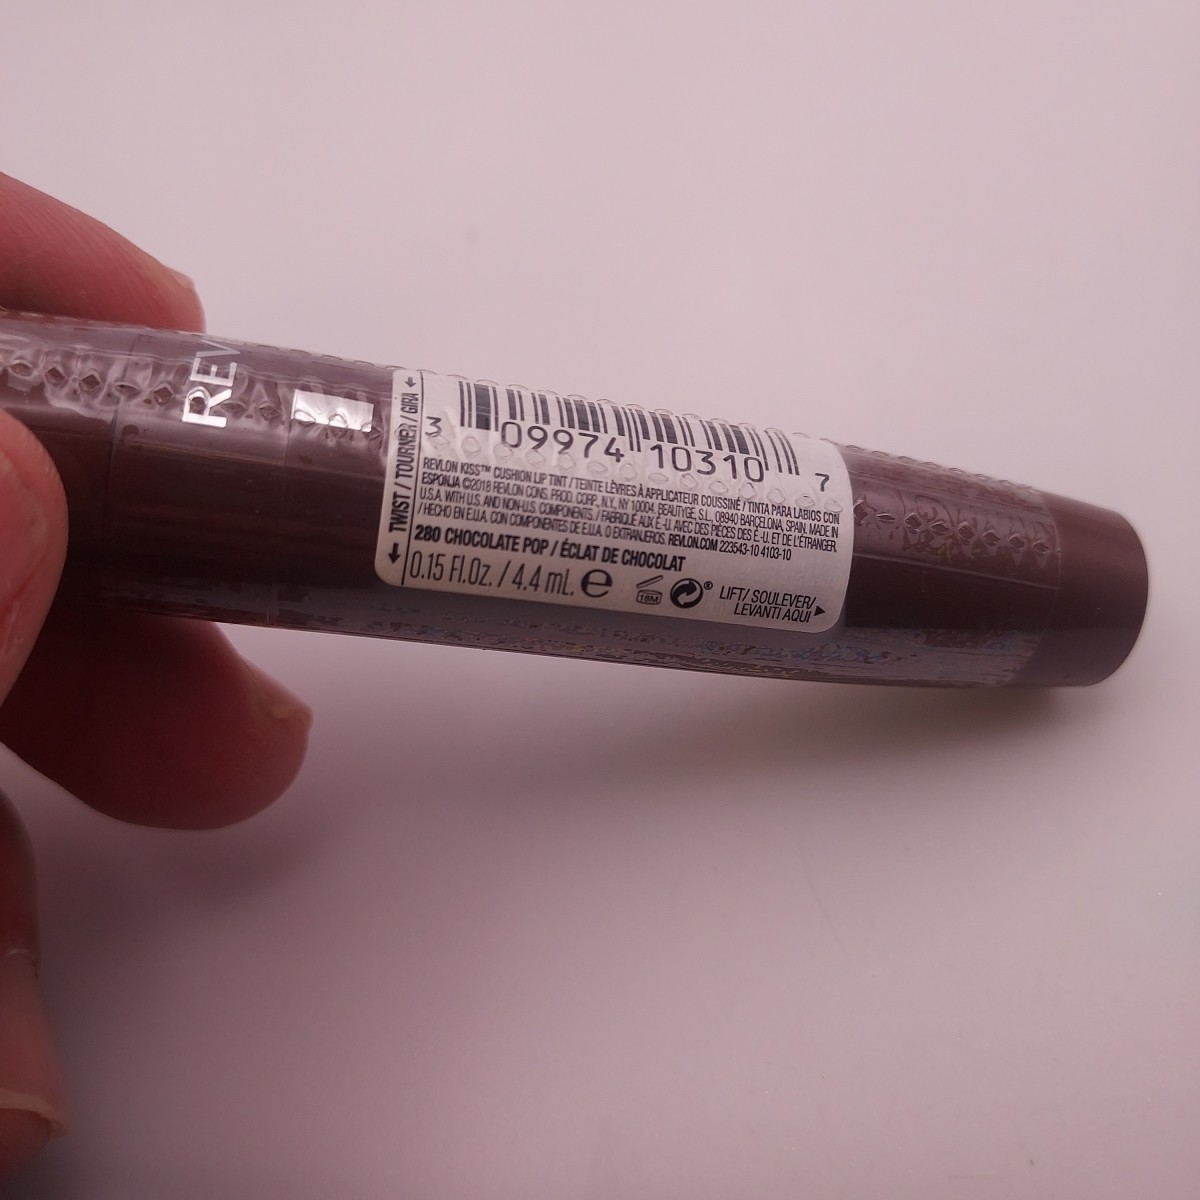 REV
TWIST / TOURNER / GIRA
3 09974 10310 7
REVLON KISS™ CUSHION LIP TINT / TEINTE LÈVRES À APPLICATEUR COUSSINÉ / TINTA PARA LABIOS CON
ESPONJA ©2018 REVLON CONS. PROD. CORP., N.Y., NY 10004. BEAUTYGE, S.L. 08940 BARCELONA, SPAIN. MADE IN
U.S.A. WITH U.S. AND NON-U.S. COMPONENTS. / FABRIQUÉ AUX É.-U. AVEC DES PIÈCES DES É.-U. ET DE L'ÉTRANGER.
/ HECHO EN E.U.A. CON COMPONENTES DE E.U.A. O EXTRANJEROS. REVLON.COM 223543-10 4103-10
280 CHOCOLATE POP / ÉCLAT DE CHOCOLAT
0.15 Fl.Oz. / 4.4 ml. ℮
18M
LIFT/ SOULEVER/
LEVANTI AQUI